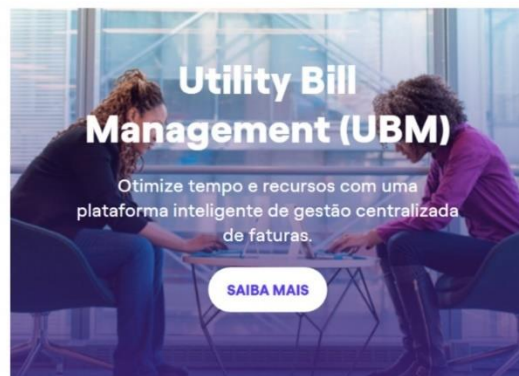 Utility Bill
Management (UBM)
Otimize tempo e recursos com uma
plataforma inteligente de gestão centralizada
de faturas.
SAIBA MAIS